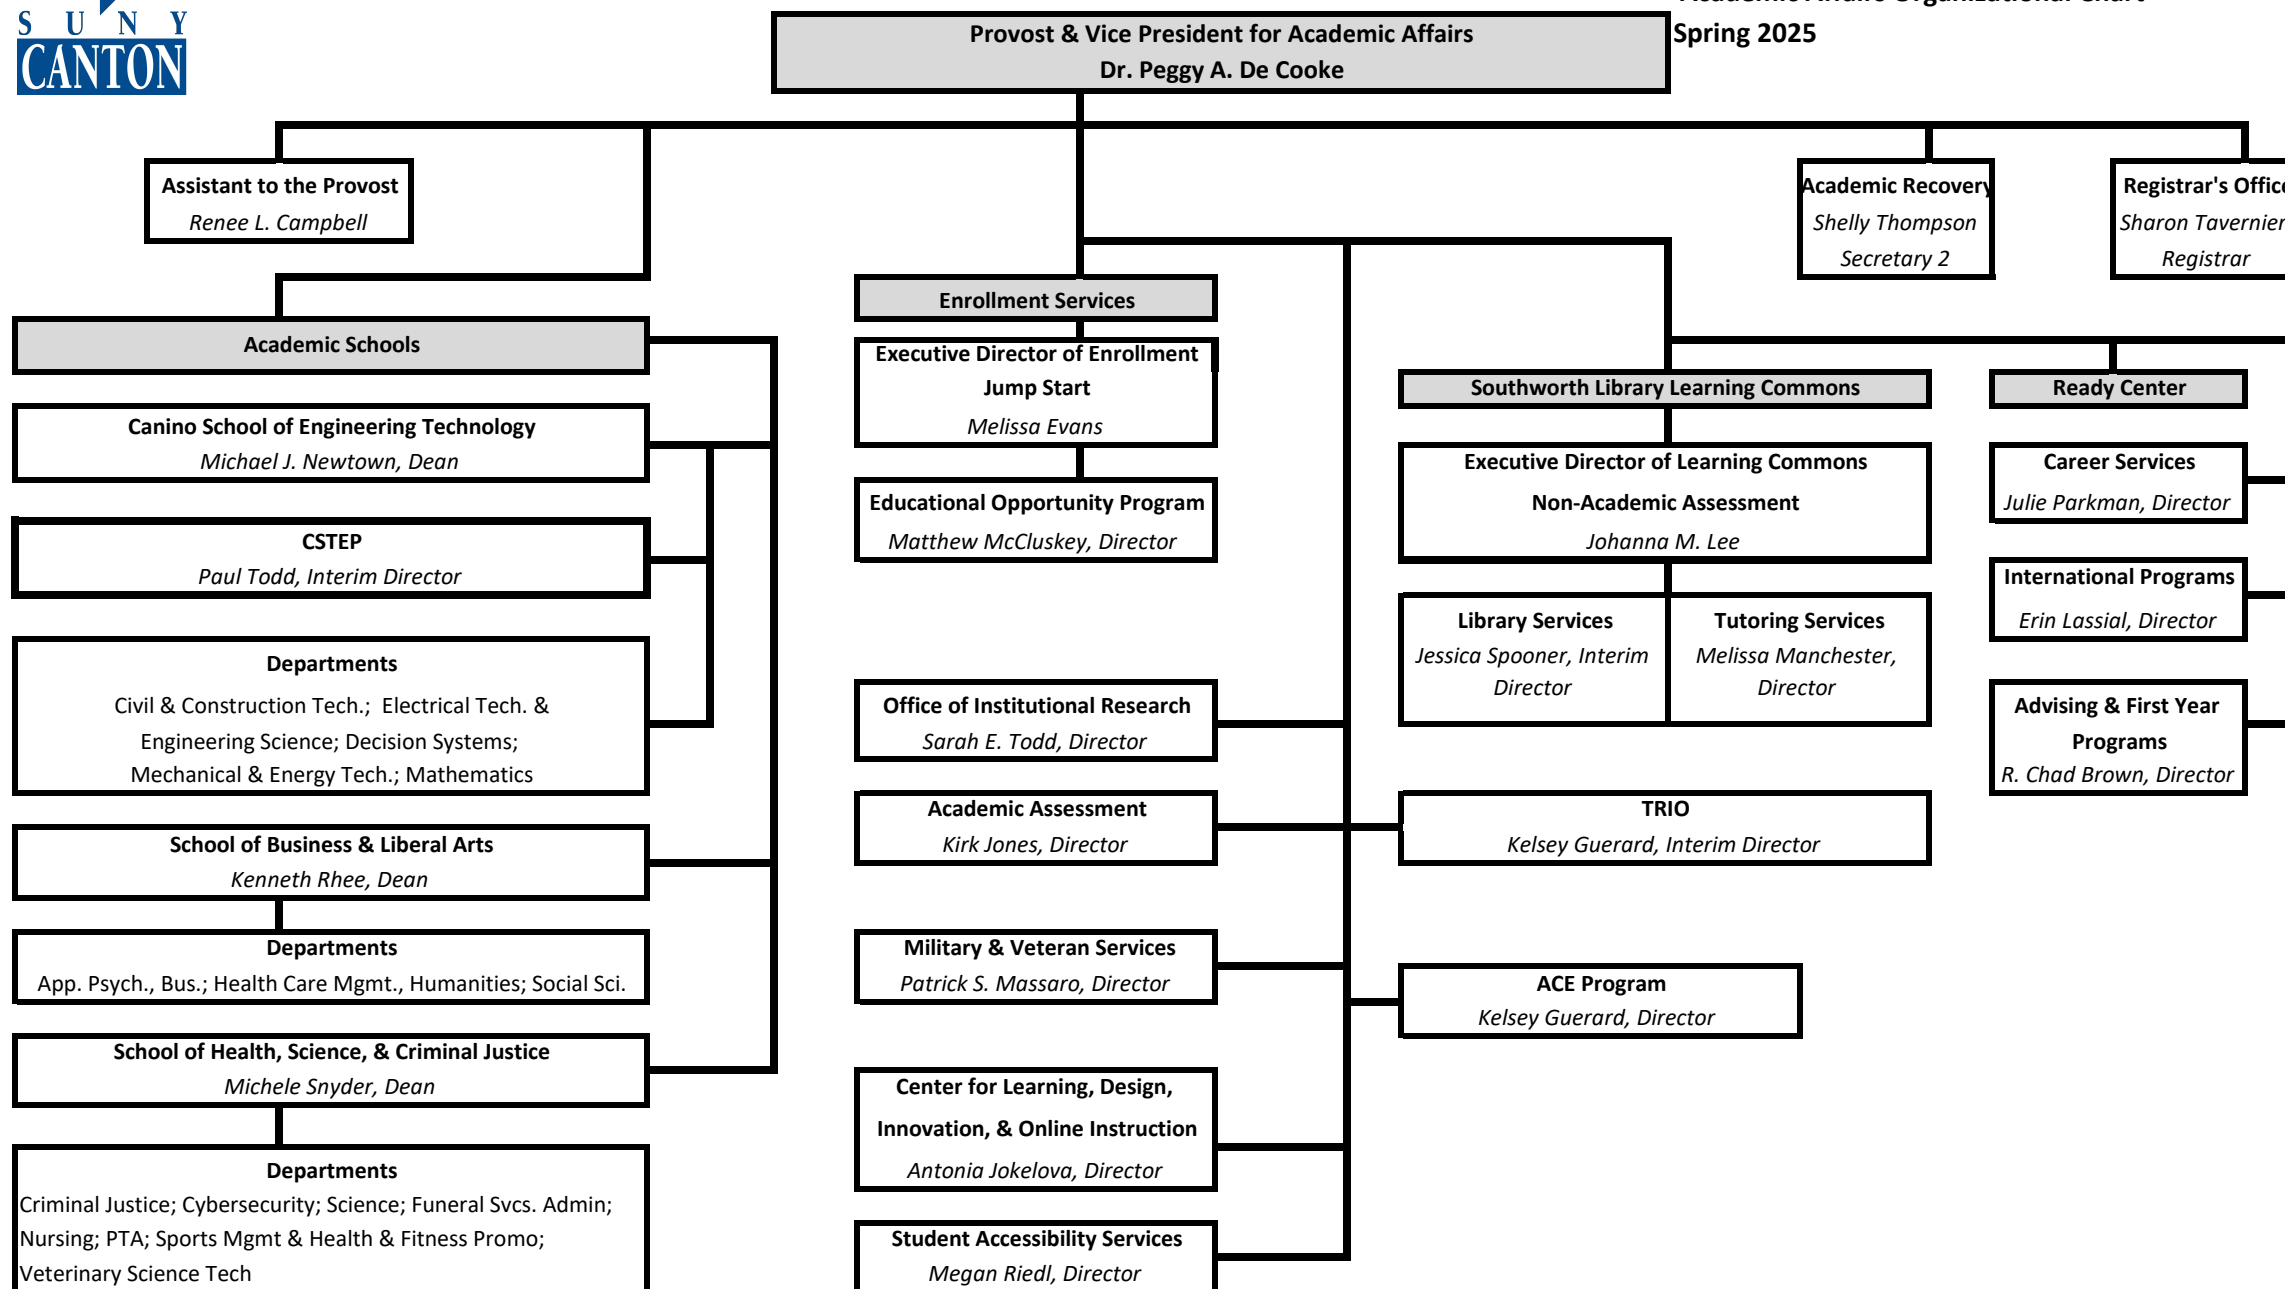 SUNY
CANTON
Academic Affairs Organizational Chart
Spring 2025
Provost & Vice President for Academic Affairs
Dr. Peggy A. De Cooke
Assistant to the Provost
Renee L. Campbell
Academic Recovery
Shelly Thompson
Secretary 2
Registrar's Office
Sharon Tavernier
Registrar
Academic Schools
Canino School of Engineering Technology
Michael J. Newtown, Dean
CSTEP
Paul Todd, Interim Director
Departments
Civil & Construction Tech.; Electrical Tech. &
Engineering Science; Decision Systems;
Mechanical & Energy Tech.; Mathematics
School of Business & Liberal Arts
Kenneth Rhee, Dean
Departments
App. Psych., Bus.; Health Care Mgmt., Humanities; Social Sci.
School of Health, Science, & Criminal Justice
Michele Snyder, Dean
Departments
Criminal Justice; Cybersecurity; Science; Funeral Svcs. Admin;
Nursing; PTA; Sports Mgmt & Health & Fitness Promo;
Veterinary Science Tech
Enrollment Services
Executive Director of Enrollment
Jump Start
Melissa Evans
Educational Opportunity Program
Matthew McCluskey, Director
Office of Institutional Research
Sarah E. Todd, Director
Academic Assessment
Kirk Jones, Director
Military & Veteran Services
Patrick S. Massaro, Director
Center for Learning, Design,
Innovation, & Online Instruction
Antonia Jokelova, Director
Student Accessibility Services
Megan Riedl, Director
Southworth Library Learning Commons
Executive Director of Learning Commons
Non-Academic Assessment
Johanna M. Lee
Library Services
Jessica Spooner, Interim
Director
Tutoring Services
Melissa Manchester,
Director
TRIO
Kelsey Guerard, Interim Director
ACE Program
Kelsey Guerard, Director
Ready Center
Career Services
Julie Parkman, Director
International Programs
Erin Lassial, Director
Advising & First Year
Programs
R. Chad Brown, Director